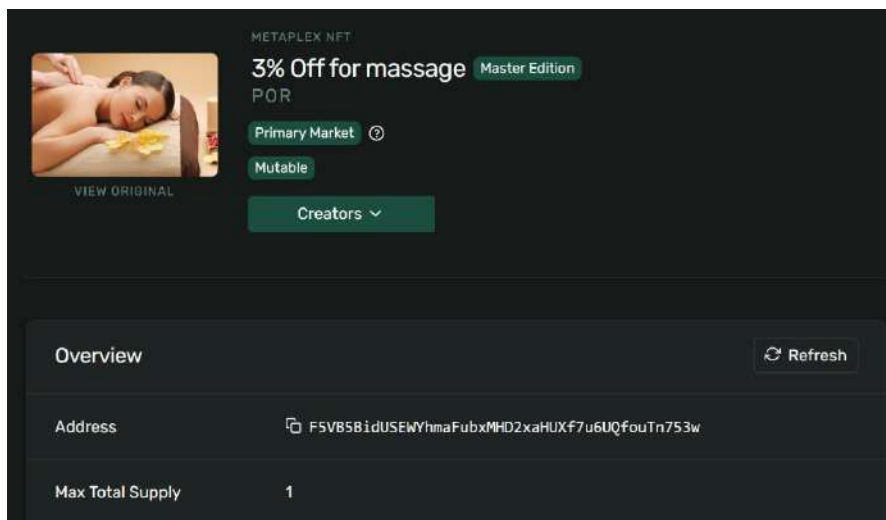 METAPLEX NFT
3% Off for massage Master Edition
POR
Primary Market ?
Mutable
VIEW ORIGINAL
Creators
Overview
Refresh
Address
F5VB5BidUSEWYhmaFubxMHD2xaHUXf7u6UQfouTn753w
Max Total Supply
1